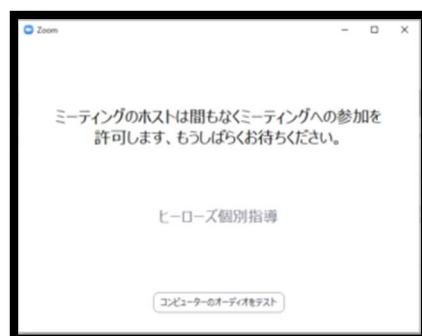 Zoom
ミーティングのホストは間もなくミーティングへの参加を
許可します、もうしばらくお待ちください。
ヒーローズ個別指導
コンピューターのオーディオをテスト